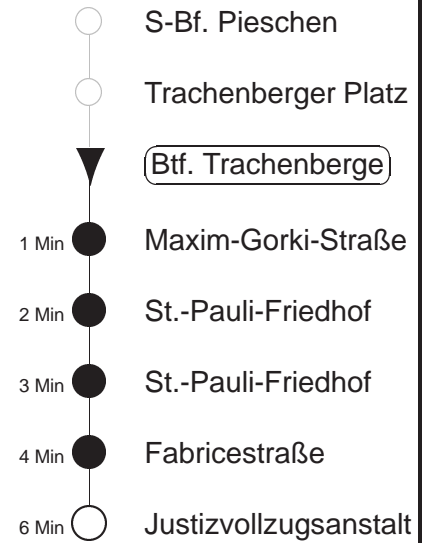 S-Bf. Pieschen
Trachenberger Platz
Btf. Trachenberge
1 Min Maxim-Gorki-Straße
2 Min St.-Pauli-Friedhof
3 Min St.-Pauli-Friedhof
4 Min Fabricestraße
6 Min Justizvollzugsanstalt